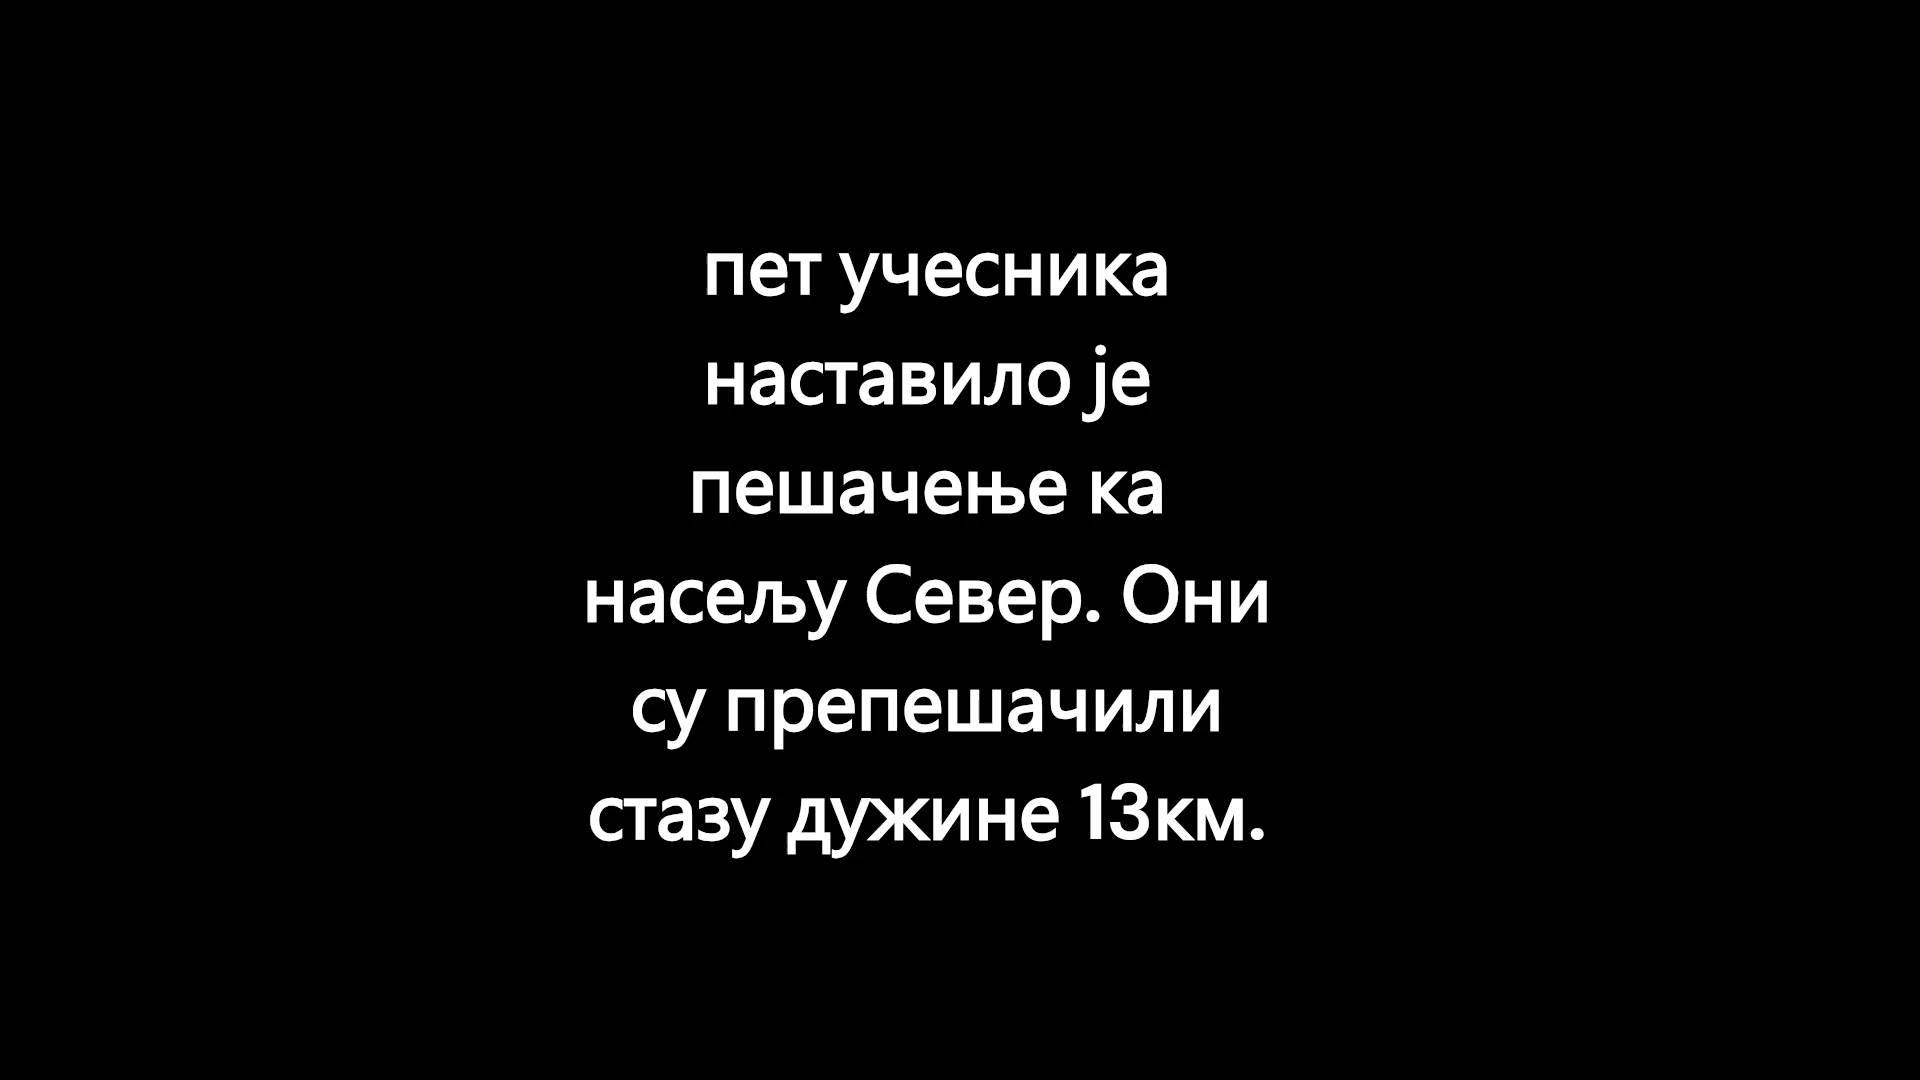 пет учесника
наставило је
пешачење ка
насељу Север. Они
су препешачили
стазу дужине 13км.